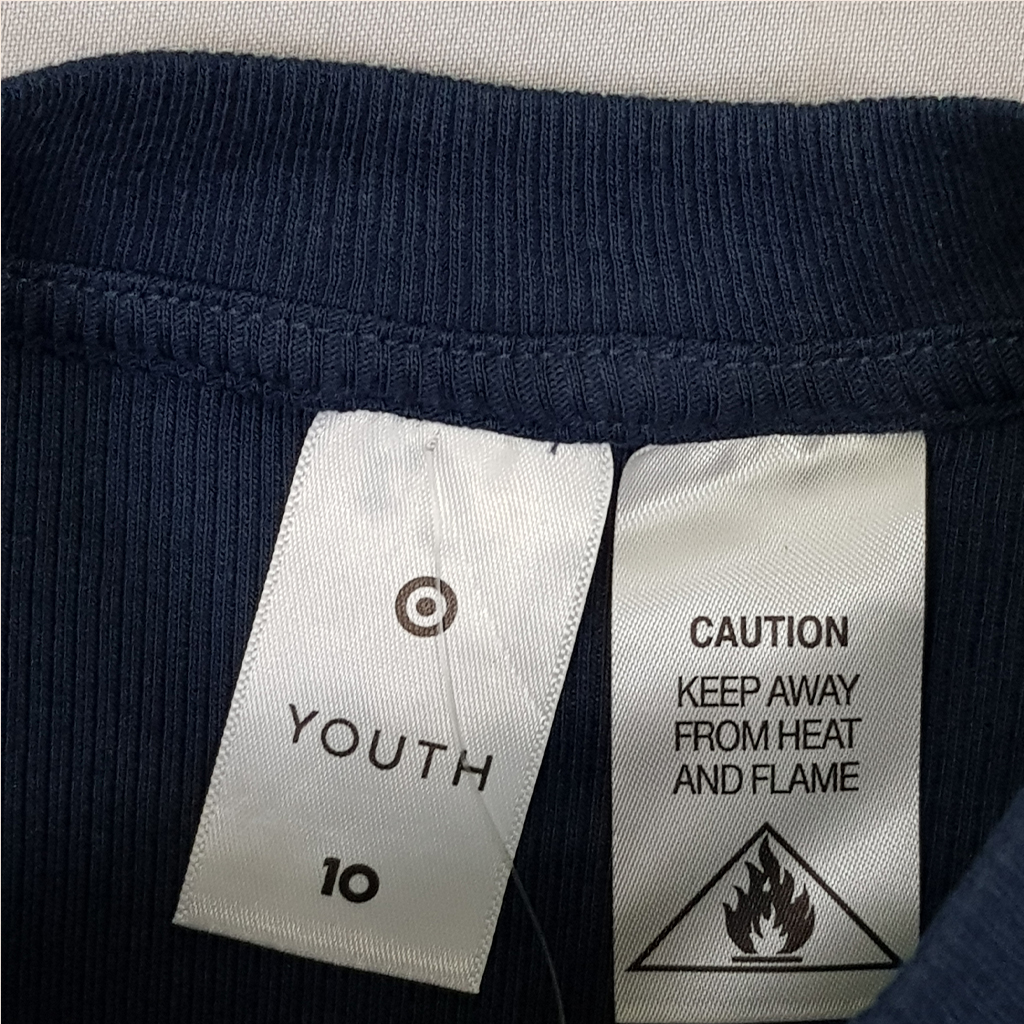 YOUTH
10
CAUTION
KEEP AWAY
FROM HEAT
AND FLAME